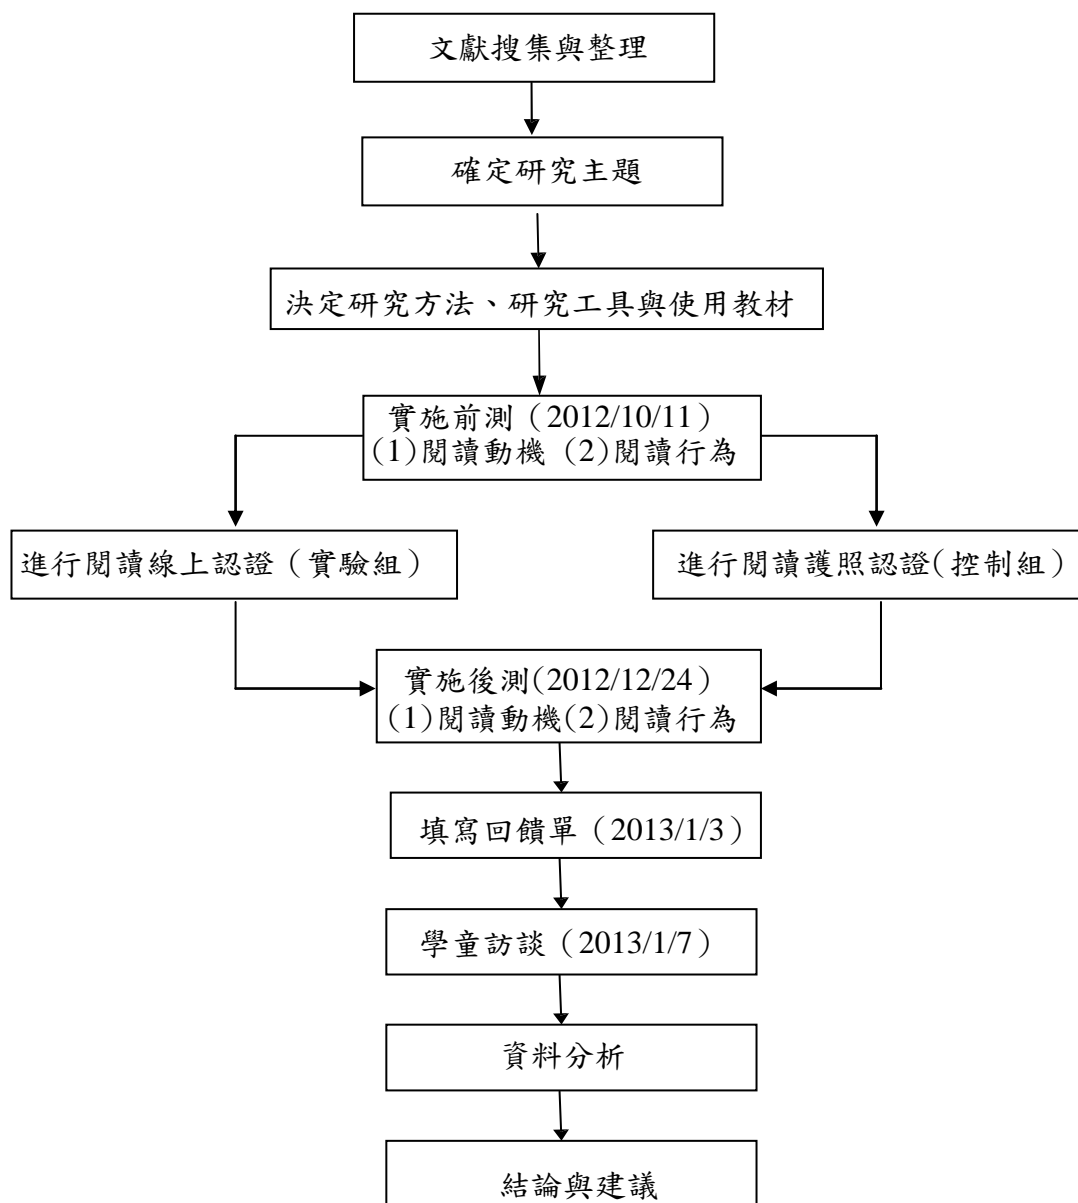 文獻搜集與整理
確定研究主題
決定研究方法、研究工具與使用教材
實施前測（2012/10/11）
(1)閱讀動機 (2)閱讀行為
進行閱讀線上認證（實驗組）
進行閱讀護照認證(控制組）
實施後測(2012/12/24）
(1)閱讀動機(2)閱讀行為
填寫回饋單（2013/1/3）
學童訪談（2013/1/7）
資料分析
結論與建議